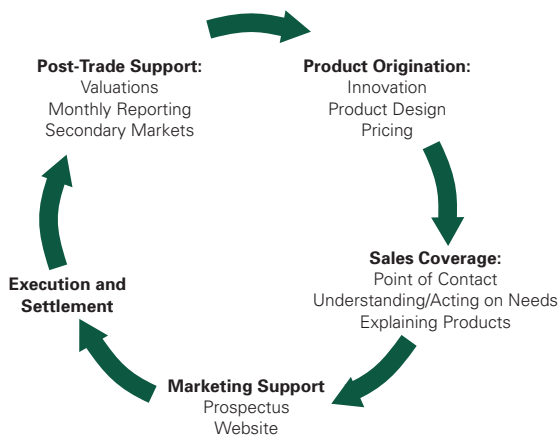 Post-Trade Support:
Valuations
Monthly Reporting
Secondary Markets
Product Origination:
Innovation
Product Design
Pricing
Sales Coverage:
Point of Contact
Understanding/Acting on Needs
Explaining Products
Marketing Support
Prospectus
Website
Execution and
Settlement